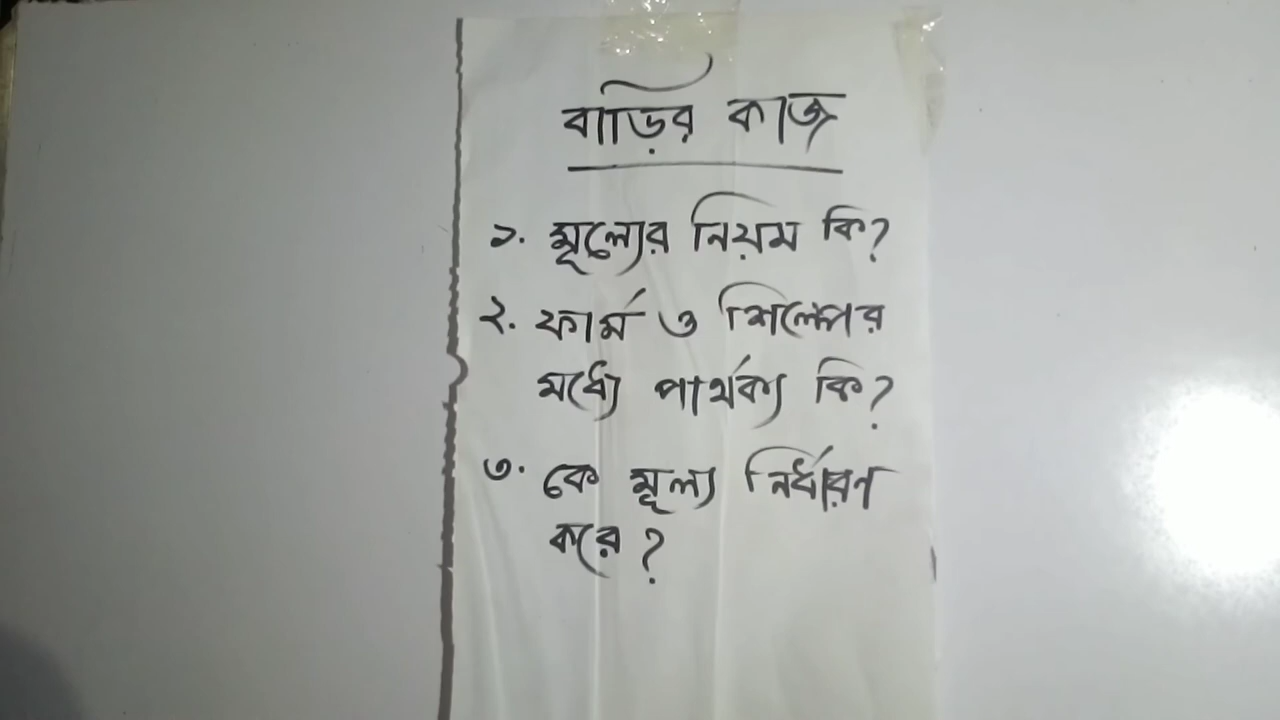 বাড়ির কাজ
১. মূল্যের নিয়ম কি?
২. ফার্ম ও শিল্পের
মধ্যে পার্থক্য কি?
৩. কে মূল্য নির্ধারণ
করে?